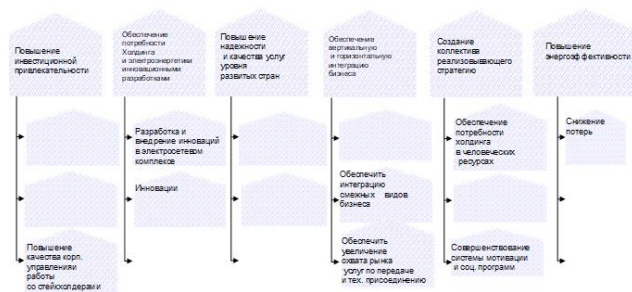 Повышение
инвестиционной
привлекательности
Обеспечение
потребности
Холдинга
и электроэнергетики
инновационными
разработками
Повышение
надежности
и качества услуг
уровня
развитых стран
Обеспечение
вертикальную
и горизонтальную
интеграцию
бизнеса
Создание
коллектива
реализовывающего
стратегию
Повышение
энергоэффективности
Разработка и
внедрение инноваций
в электросетевом
комплексе
Обеспечение
потребности
холдинга
в человеческих
ресурсах
Снижение
потерь
Инновации
Обеспечить
интеграцию
смежных видов
бизнеса
Повышение
качества корп.
управленияи
работы
со стейкхолдерами
Обеспечить
увеличение
охвата рынка
услуг по передаче
и тех. присоединению
Совершенствование
системы мотивации
и соц. программ